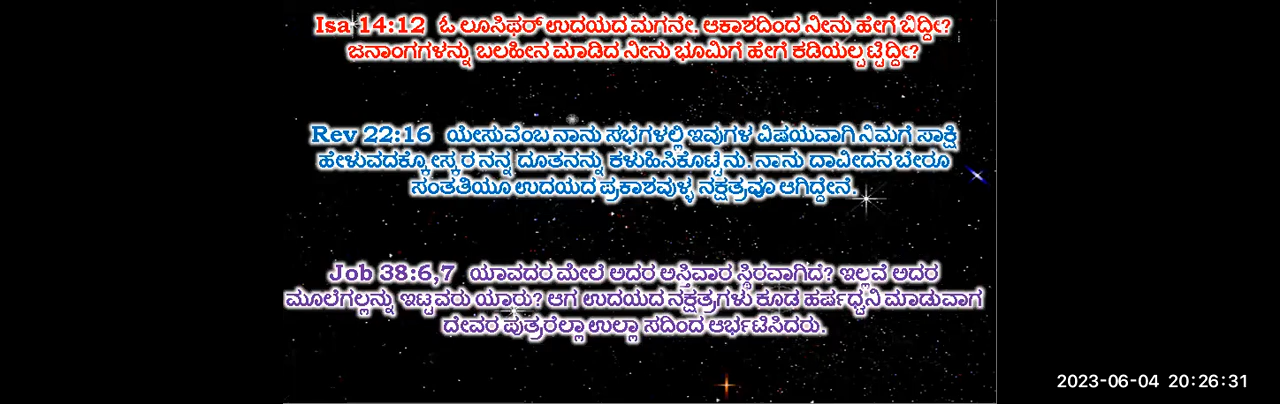 Isa 14:12 ಓ ಲೂಸಿಫರ್ ಉದಯದ ಮಗನೇ, ಆಕಾಶದಿಂದ ನೀನು ಹೇಗೆ ಬಿದ್ದೀ?
ಜನಾಂಗಗಳನ್ನು ಬಲಹೀನ ಮಾಡಿದ ನೀನು ಭೂಮಿಗೆ ಹೇಗೆ ಕಡಿಯಲ್ಪಟ್ಟಿದ್ದೀ?
Rev 22:16 ಯೇಸುವೆಂಬ ನಾನು ಸಭೆಗಳಲ್ಲಿ ಇವುಗಳ ವಿಷಯವಾಗಿ ನಿಮಗೆ ಸಾಕ್ಷಿ
ಹೇಳುವದಕ್ಕೋಸ್ಕರ ನನ್ನ ದೂತನನ್ನು ಕಳುಹಿಸಿಕೊಟ್ಟೆನು. ನಾನು ದಾವೀದನ ಬೇರೂ
ಸಂತತಿಯೂ ಉದಯದ ಪ್ರಕಾಶವುಳ್ಳ ನಕ್ಷತ್ರವೂ ಆಗಿದ್ದೇನೆ.
Job 38:6,7 ಯಾವದರ ಮೇಲೆ ಅದರ ಅಸ್ತಿವಾರ ಸ್ಥಿರವಾಗಿದೆ? ಇಲ್ಲವೆ ಅದರ
ಮೂಲೆಗಲ್ಲನ್ನು ಇಟ್ಟವರು ಯಾರು? ಆಗ ಉದಯದ ನಕ್ಷತ್ರಗಳು ಕೂಡ ಹರ್ಷಧ್ವನಿ ಮಾಡುವಾಗ
ದೇವರ ಪುತ್ರರೆಲ್ಲಾ ಉಲ್ಲಾಸದಿಂದ ಆರ್ಭಟಿಸಿದರು.
2023-06-04 20:26:31